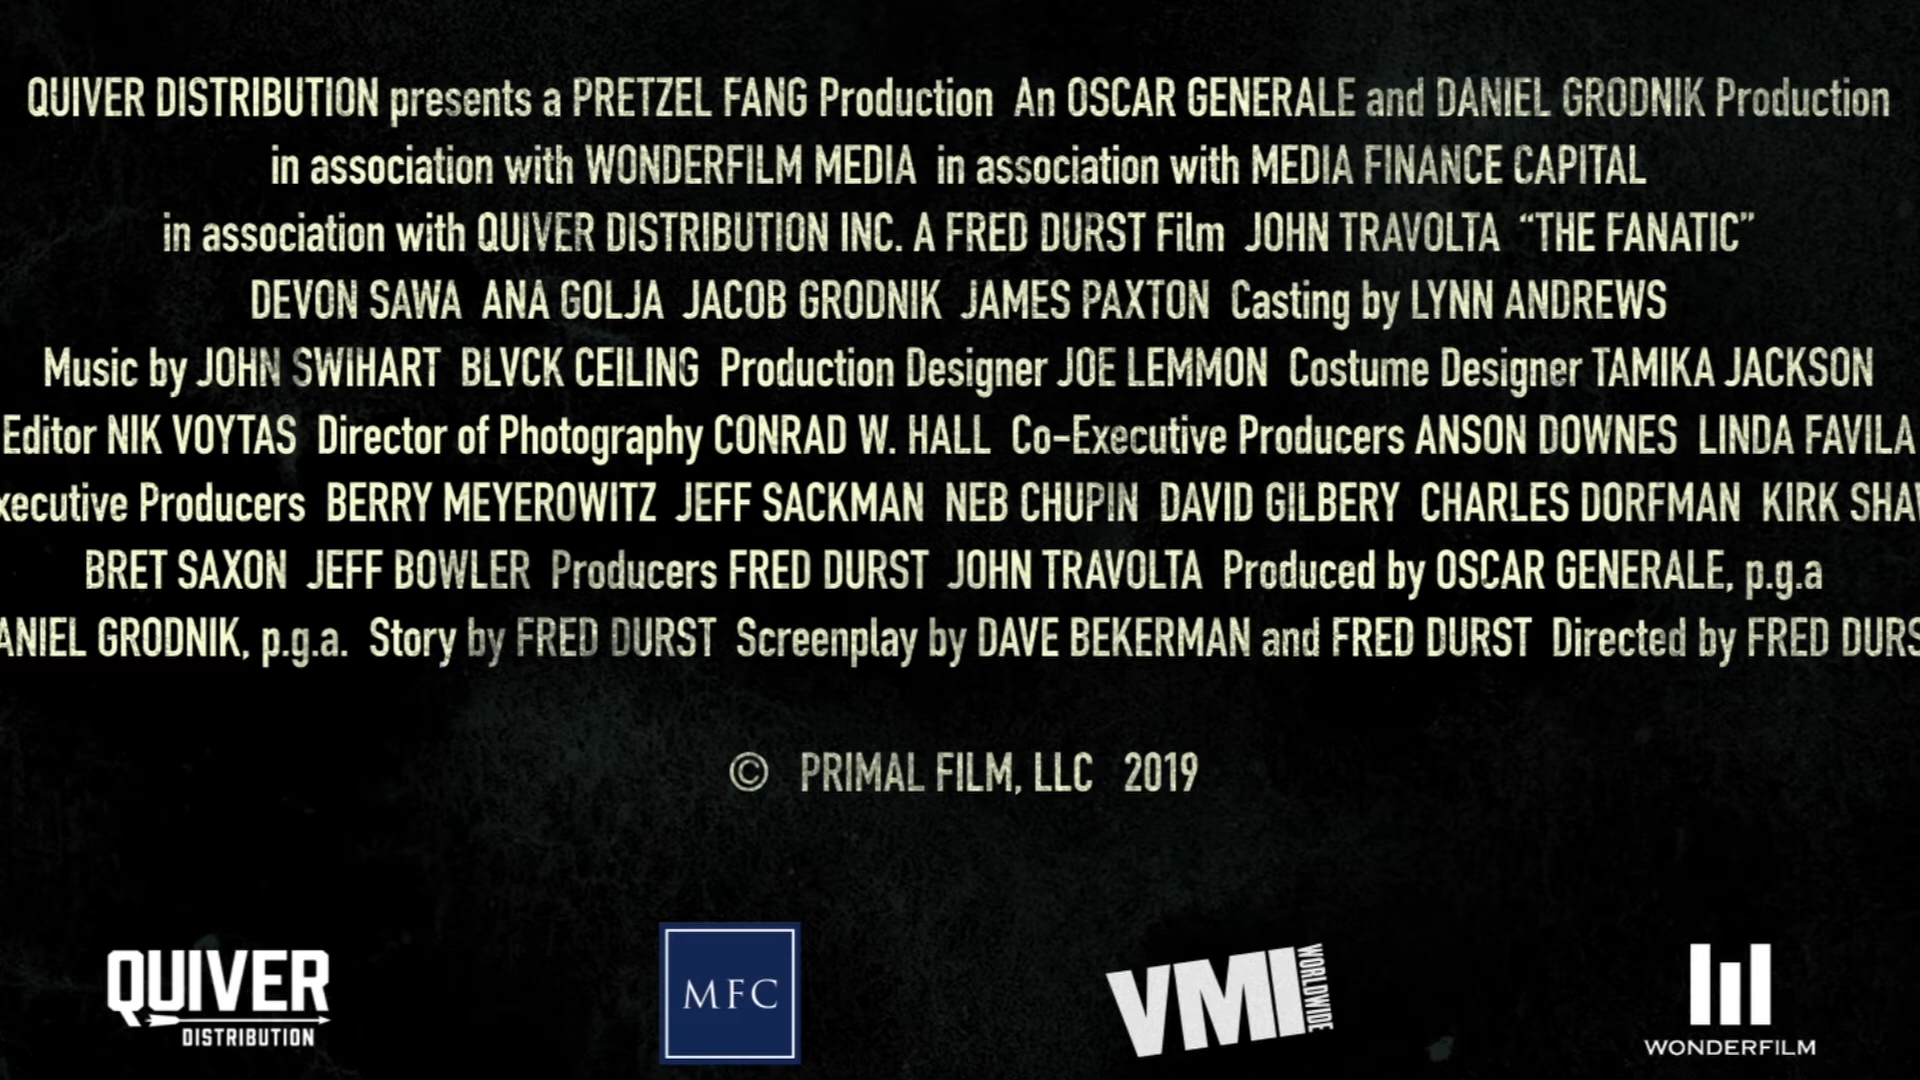 QUIVER DISTRIBUTION presents a PRETZEL FANG Production An OSCAR GENERALE and DANIEL GRODNIK Production
in association with WONDERFILM MEDIA in association with MEDIA FINANCE CAPITAL
in association with QUIVER DISTRIBUTION INC. A FRED DURST Film JOHN TRAVOLTA “THE FANATIC”
DEVON SAWA ANA GOLJA JACOB GRODNIK JAMES PAXTON Casting by LYNN ANDREWS
Music by JOHN SWIHART BLVCK CEILING Production Designer JOE LEMMON Costume Designer TAMIKA JACKSON
Editor NIK VOYTAS Director of Photography CONRAD W. HALL Co-Executive Producers ANSON DOWNES LINDA FAVILA
xecutive Producers BERRY MEYEROWITZ JEFF SACKMAN NEB CHUPIN DAVID GILBERY CHARLES DORFMAN KIRK SHA
BRET SAXON JEFF BOWLER Producers FRED DURST JOHN TRAVOLTA Produced by OSCAR GENERALE, p.g.a
ANIEL GRODNIK, p.g.a. Story by FRED DURST Screenplay by DAVE BEKERMAN and FRED DURST Directed by FRED DURS
© PRIMAL FILM, LLC 2019
QUIVER
DISTRIBUTION
MFC
VMI WORLDWIDE
WONDERFILM